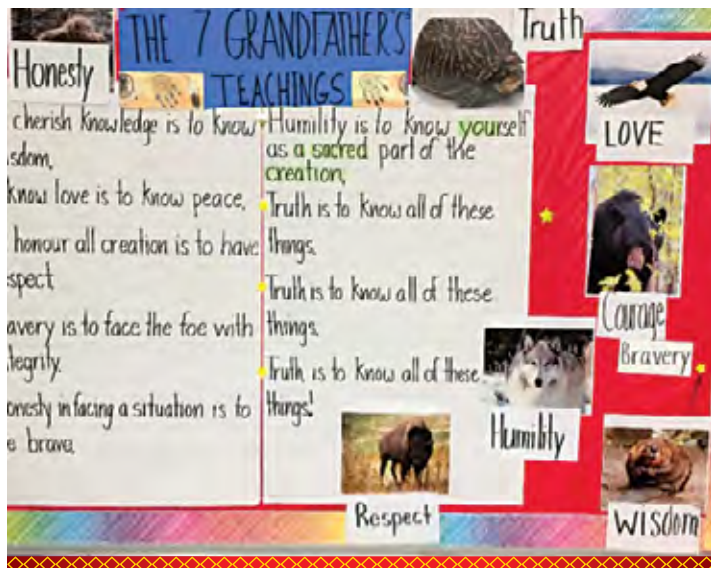 THE 7 GRANDFATHERS'
TEACHINGS
Honesty
cherish knowledge is to know
sdom,
know love is to know peace,
honour all creation is to have
spect
avery is to face the foe with
tegrity.
onesty in facing a situation is to
e brave,
Humility is to know yourself
as a sacred part of the
creation,
Truth is to know all of these
things.
Truth is to know all of these
things.
Truth is to know all of these
things!
Truth
LOVE
Courage
Bravery
Humility
Respect
WISDOM